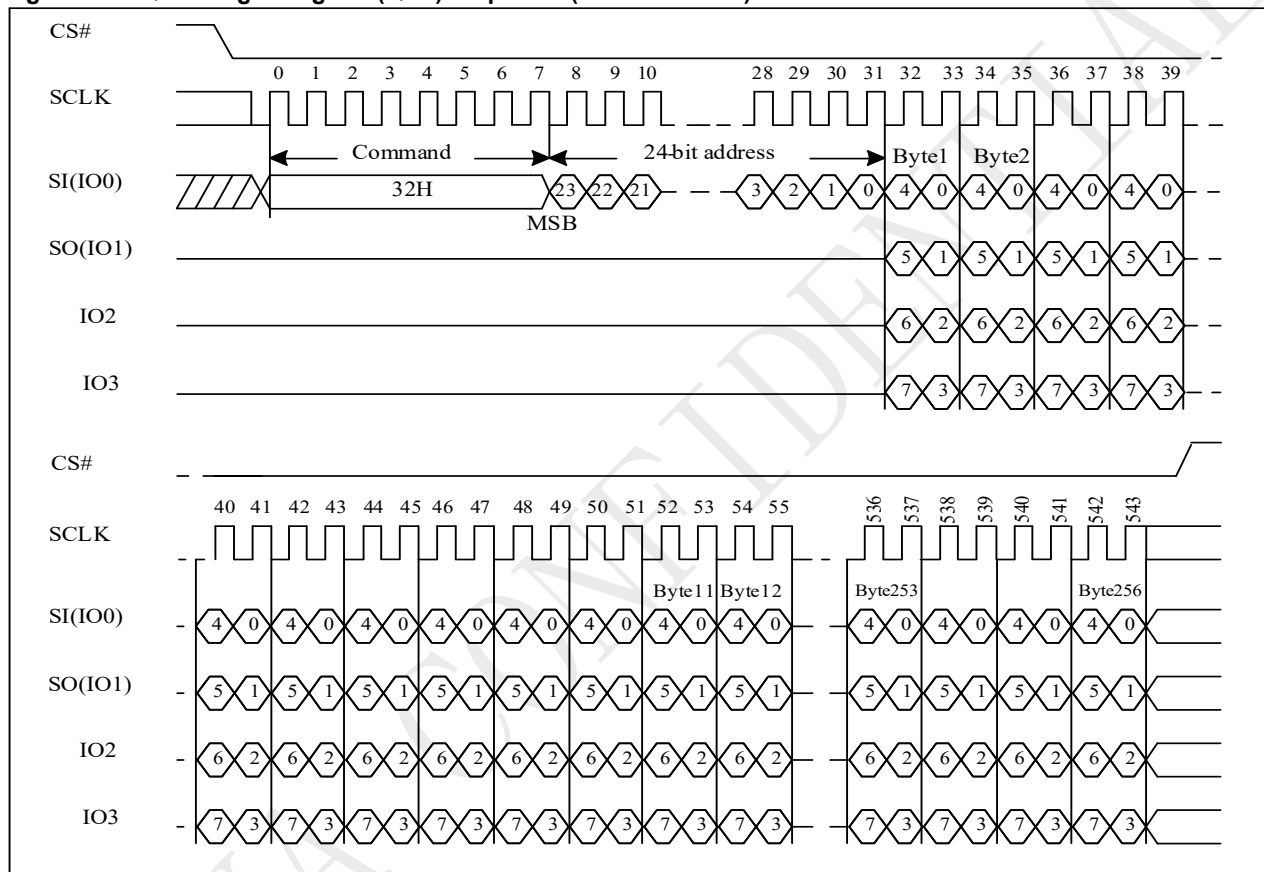 CS#
0 1 2 3 4 5 6 7 8 9 10 28 29 30 31 32 33 34 35 36 37 38 39
SCLK
Command 24-bit address Byte1 Byte2
SI(IO0) 32H 23 22 21 3 2 1 0 4 0 4 0 4 0 4 0
MSB
SO(IO1) 5 1 5 1 5 1 5 1
IO2 6 2 6 2 6 2 6 2
IO3 7 3 7 3 7 3 7 3
CS#
40 41 42 43 44 45 46 47 48 49 50 51 52 53 54 55 536 537 538 539 540 541 542 543
SCLK
Byte11 Byte12 Byte253 Byte256
SI(IO0) 4 0 4 0 4 0 4 0 4 0 4 0 4 0 4 0 4 0 4 0 4 0 4 0
SO(IO1) 5 1 5 1 5 1 5 1 5 1 5 1 5 1 5 1 5 1 5 1 5 1 5 1
IO2 6 2 6 2 6 2 6 2 6 2 6 2 6 2 6 2 6 2 6 2 6 2 6 2
IO3 7 3 7 3 7 3 7 3 7 3 7 3 7 3 7 3 7 3 7 3 7 3 7 3
CONFIDENTIAL